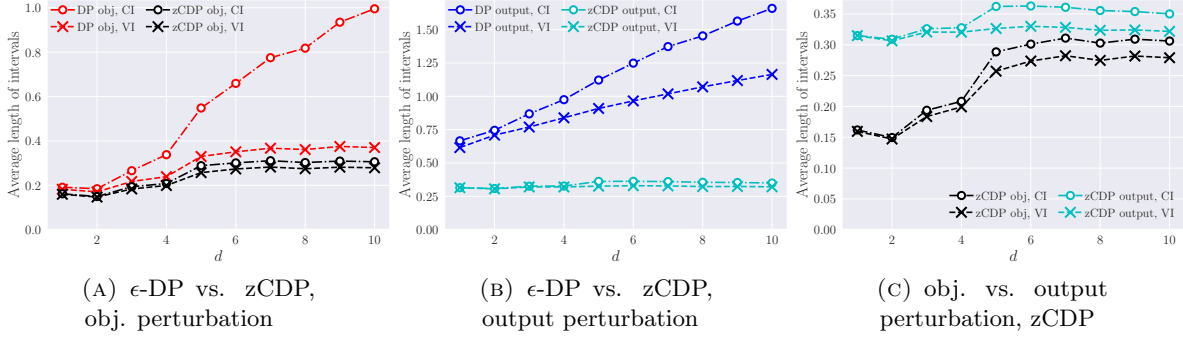 DP obj, CI
DP obj, VI
zCDP obj, CI
zCDP obj, VI
Average length of intervals
1.0
0.8
0.6
0.4
0.2
0.0
2
4
6
8
10
d
(A) ϵ-DP vs. zCDP,
obj. perturbation
DP output, CI
DP output, VI
zCDP output, CI
zCDP output, VI
Average length of intervals
1.50
1.25
1.00
0.75
0.50
0.25
0.00
2
4
6
8
10
d
(B) ϵ-DP vs. zCDP,
output perturbation
Average length of intervals
0.35
0.30
0.25
0.20
0.15
0.10
0.05
0.00
zCDP obj, CI
zCDP obj, VI
zCDP output, CI
zCDP output, VI
2
4
6
8
10
d
(C) obj. vs. output
perturbation, zCDP